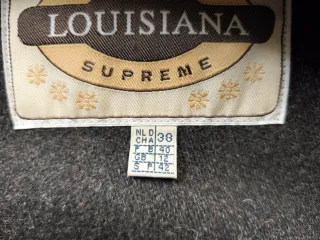 LOUISIANA
SUPREME
NL D
CHA 38
F B 40
GB 12
S P 42